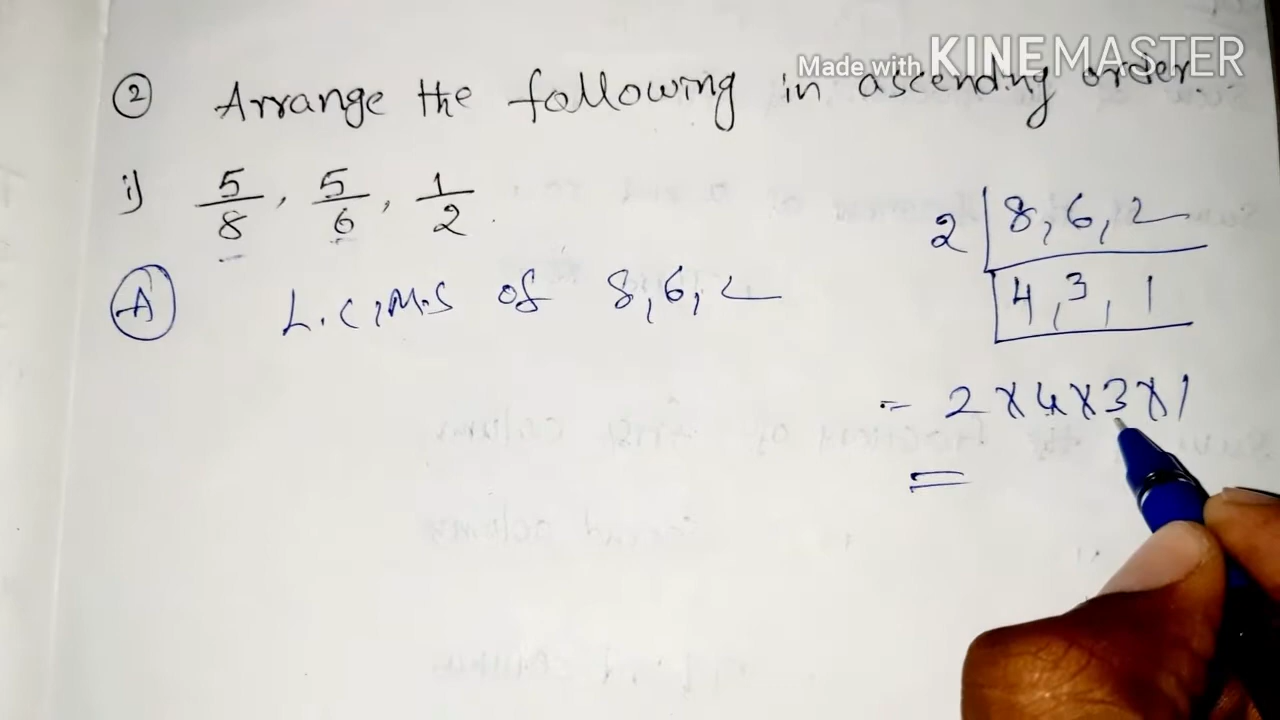 Made with KINEMASTER
② Arrange the following in ascending order.
i) 5/8, 5/6, 1/2.
Ⓐ L.C.M.S of 8,6,2
2 | 8,6,2
4,3,1
= 2 x 4 x 3 x 1
=